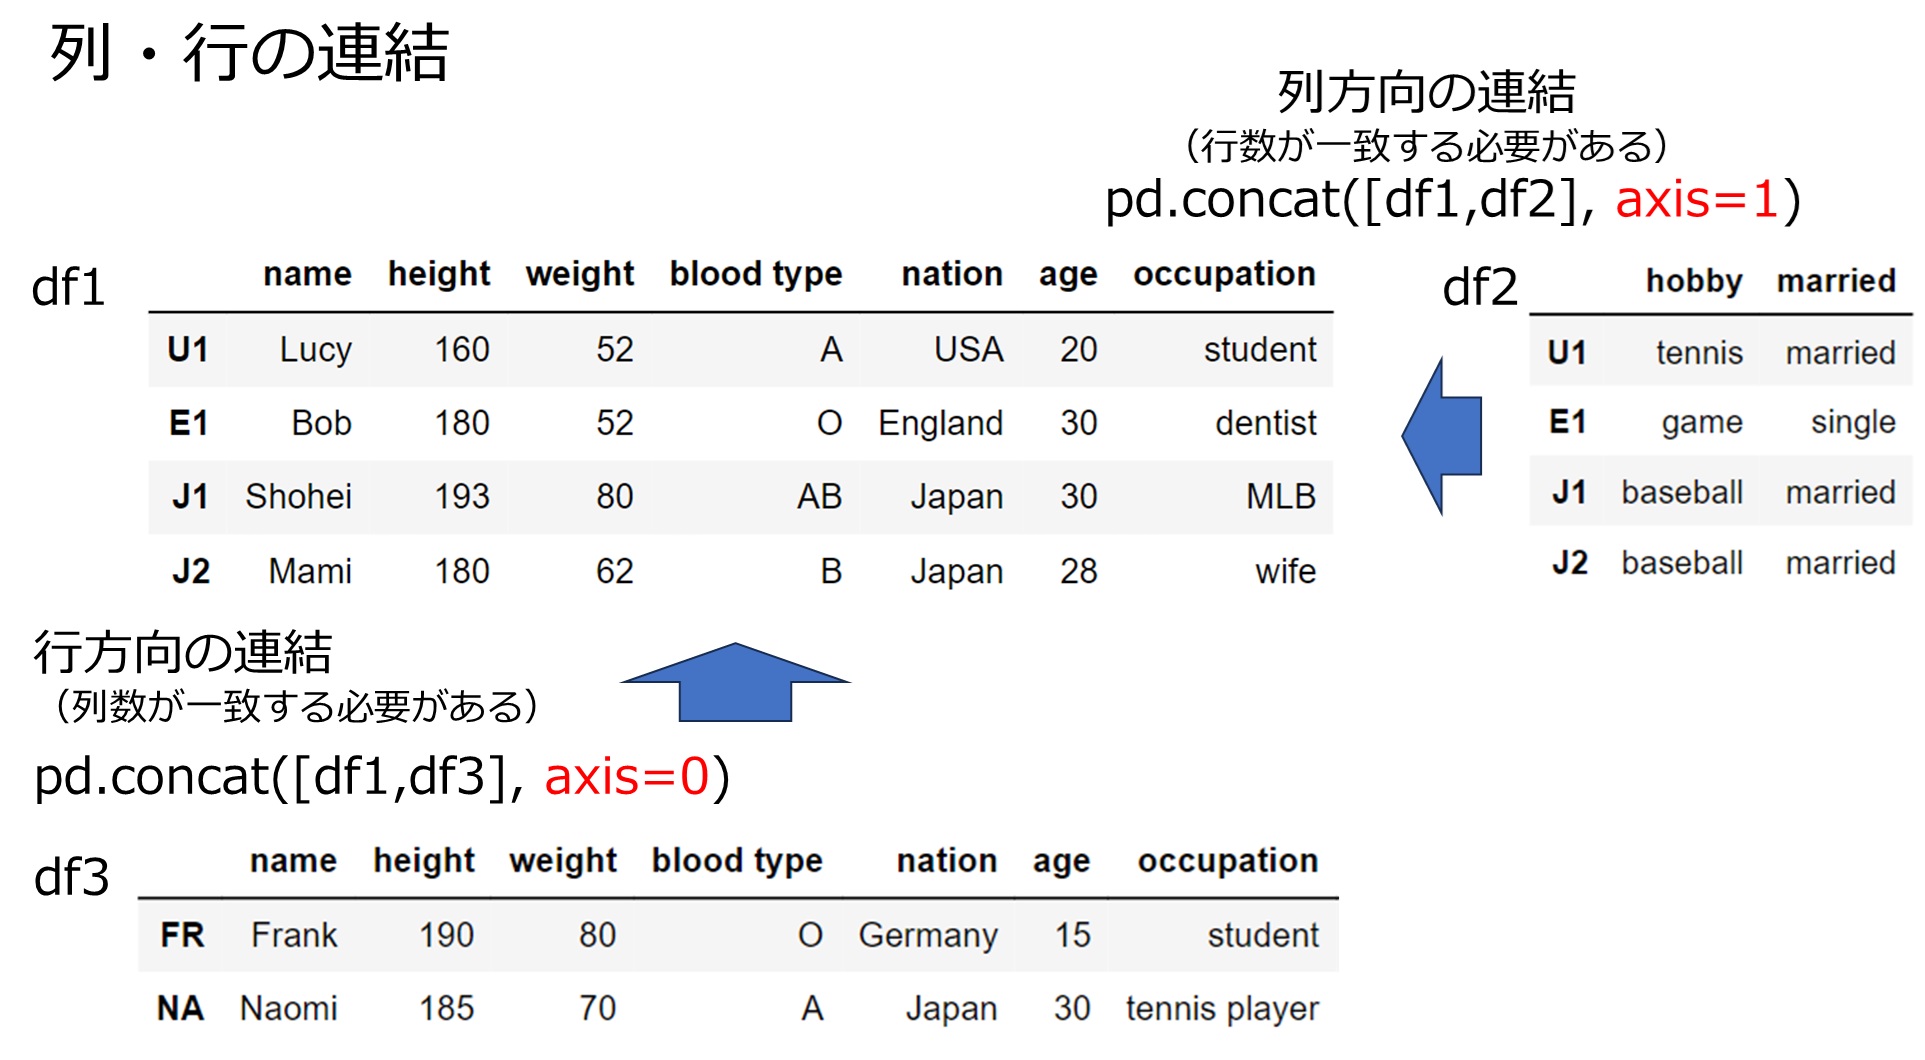 列・行の連結
列方向の連結
（行数が一致する必要がある）
pd.concat([df1,df2], axis=1)
df1
name height weight blood type nation age occupation
U1 Lucy 160 52 A USA 20 student
E1 Bob 180 52 O England 30 dentist
J1 Shohei 193 80 AB Japan 30 MLB
J2 Mami 180 62 B Japan 28 wife
df2
hobby married
U1 tennis married
E1 game single
J1 baseball married
J2 baseball married
行方向の連結
（列数が一致する必要がある）
pd.concat([df1,df3], axis=0)
df3
name height weight blood type nation age occupation
FR Frank 190 80 O Germany 15 student
NA Naomi 185 70 A Japan 30 tennis player